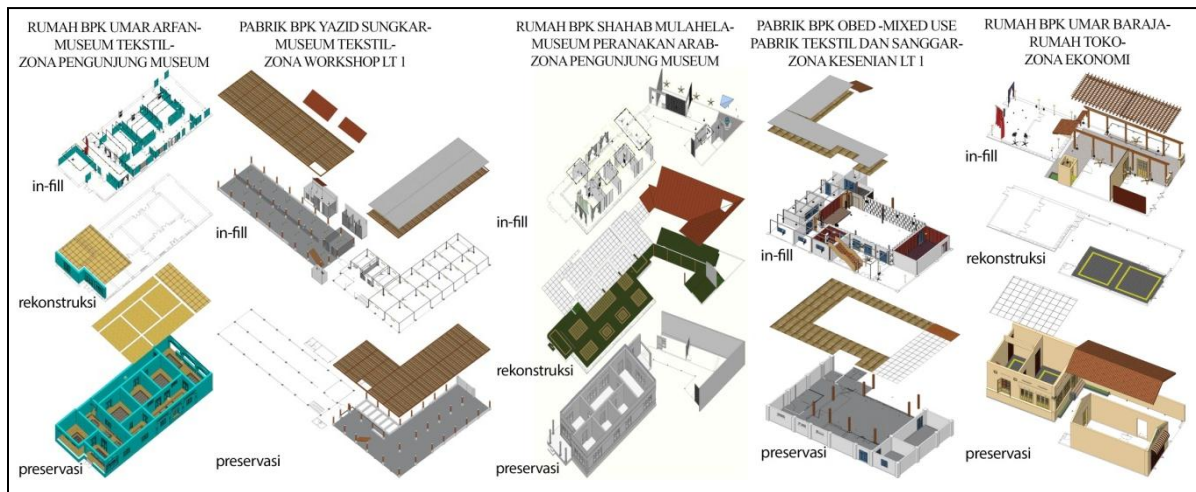 RUMAH BPK UMAR ARFAN-
MUSEUM TEKSTIL-
ZONA PENGUNJUNG MUSEUM
in-fill
rekonstruksi
preservasi
PABRIK BPK YAZID SUNGKAR-
MUSEUM TEKSTIL-
ZONA WORKSHOP LT 1
in-fill
preservasi
RUMAH BPK SHAHAB MULAHELA-
MUSEUM PERANAKAN ARAB-
ZONA PENGUNJUNG MUSEUM
in-fill
rekonstruksi
preservasi
PABRIK BPK OBED -MIXED USE
PABRIK TEKSTIL DAN SANGGAR-
ZONA KESENIAN LT 1
in-fill
preservasi
RUMAH BPK UMAR BARAJA-
RUMAH TOKO-
ZONA EKONOMI
in-fill
rekonstruksi
preservasi